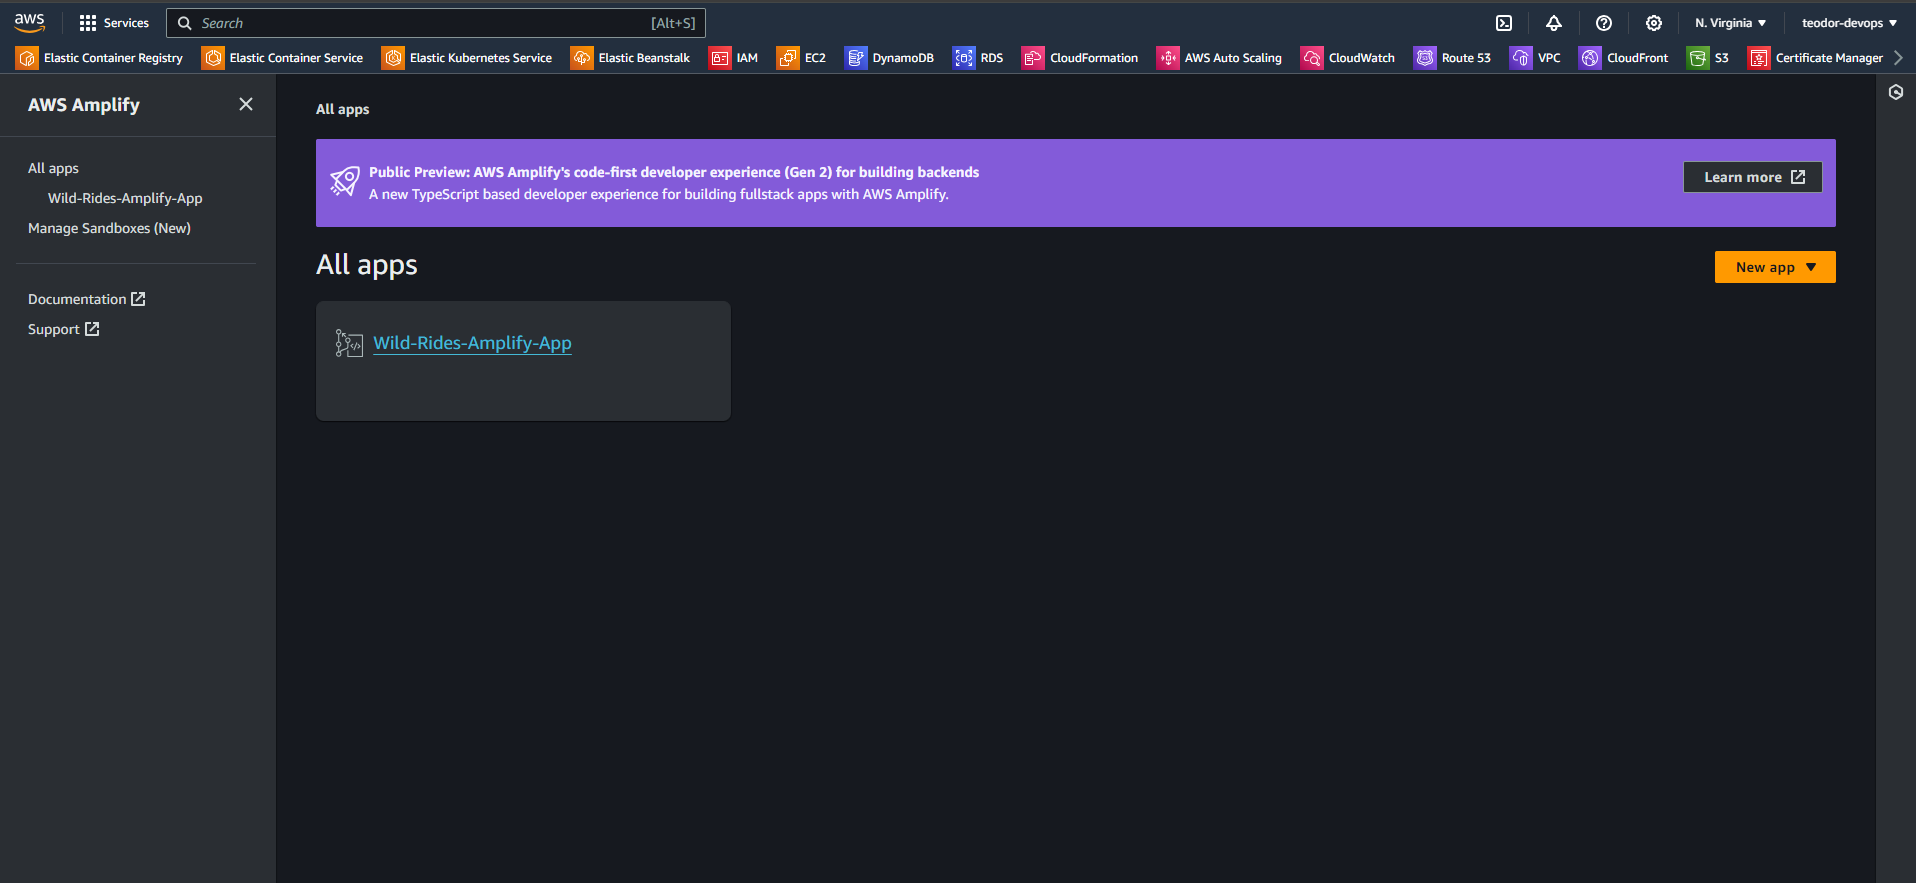 aws Services Search [Alt+S] N. Virginia teodor-devops
Elastic Container Registry Elastic Container Service Elastic Kubernetes Service Elastic Beanstalk IAM EC2 DynamoDB RDS CloudFormation AWS Auto Scaling CloudWatch Route 53 VPC CloudFront S3 Certificate Manager
AWS Amplify
All apps
Wild-Rides-Amplify-App
Manage Sandboxes (New)
Documentation
Support
All apps
Public Preview: AWS Amplify's code-first developer experience (Gen 2) for building backends
A new TypeScript based developer experience for building fullstack apps with AWS Amplify.
Learn more
All apps
New app
Wild-Rides-Amplify-App